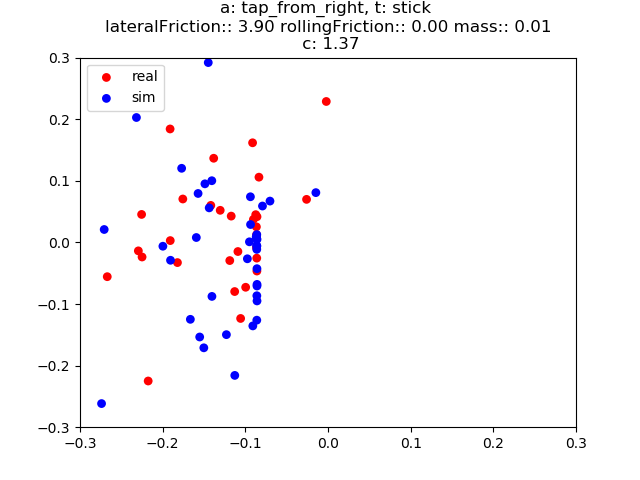 a: tap_from_right, t: stick
lateralFriction:: 3.90 rollingFriction:: 0.00 mass:: 0.01
c: 1.37
real
sim
0.3
0.2
0.1
0.0
−0.1
−0.2
−0.3
−0.3 −0.2 −0.1 0.0 0.1 0.2 0.3